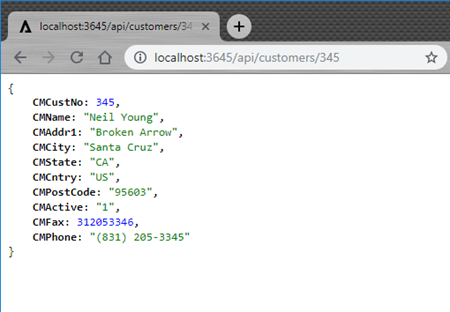 localhost:3645/api/customers/34
localhost:3645/api/customers/345
{
CMCustNo: 345,
CMName: "Neil Young",
CMAddr1: "Broken Arrow",
CMCity: "Santa Cruz",
CMState: "CA",
CMCntry: "US",
CMPostCode: "95603",
CMActive: "1",
CMFax: 312053346,
CMPhone: "(831) 205-3345"
}